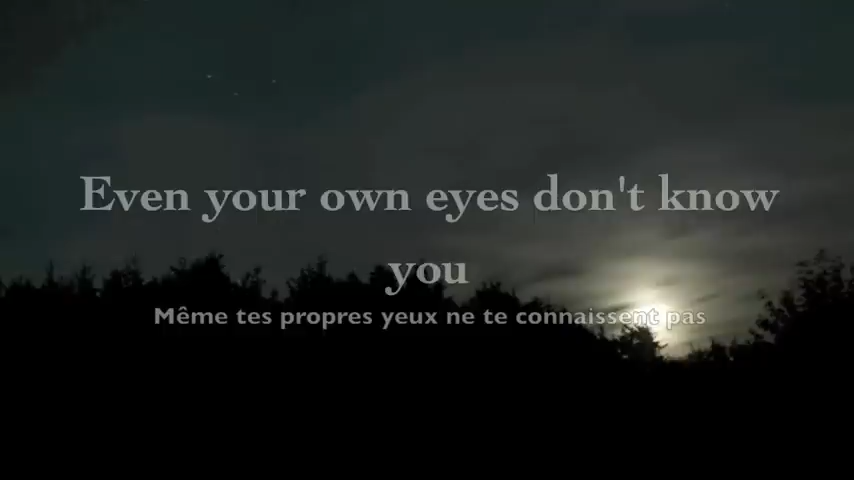 Even your own eyes don't know
you
Même tes propres yeux ne te connaissent pas